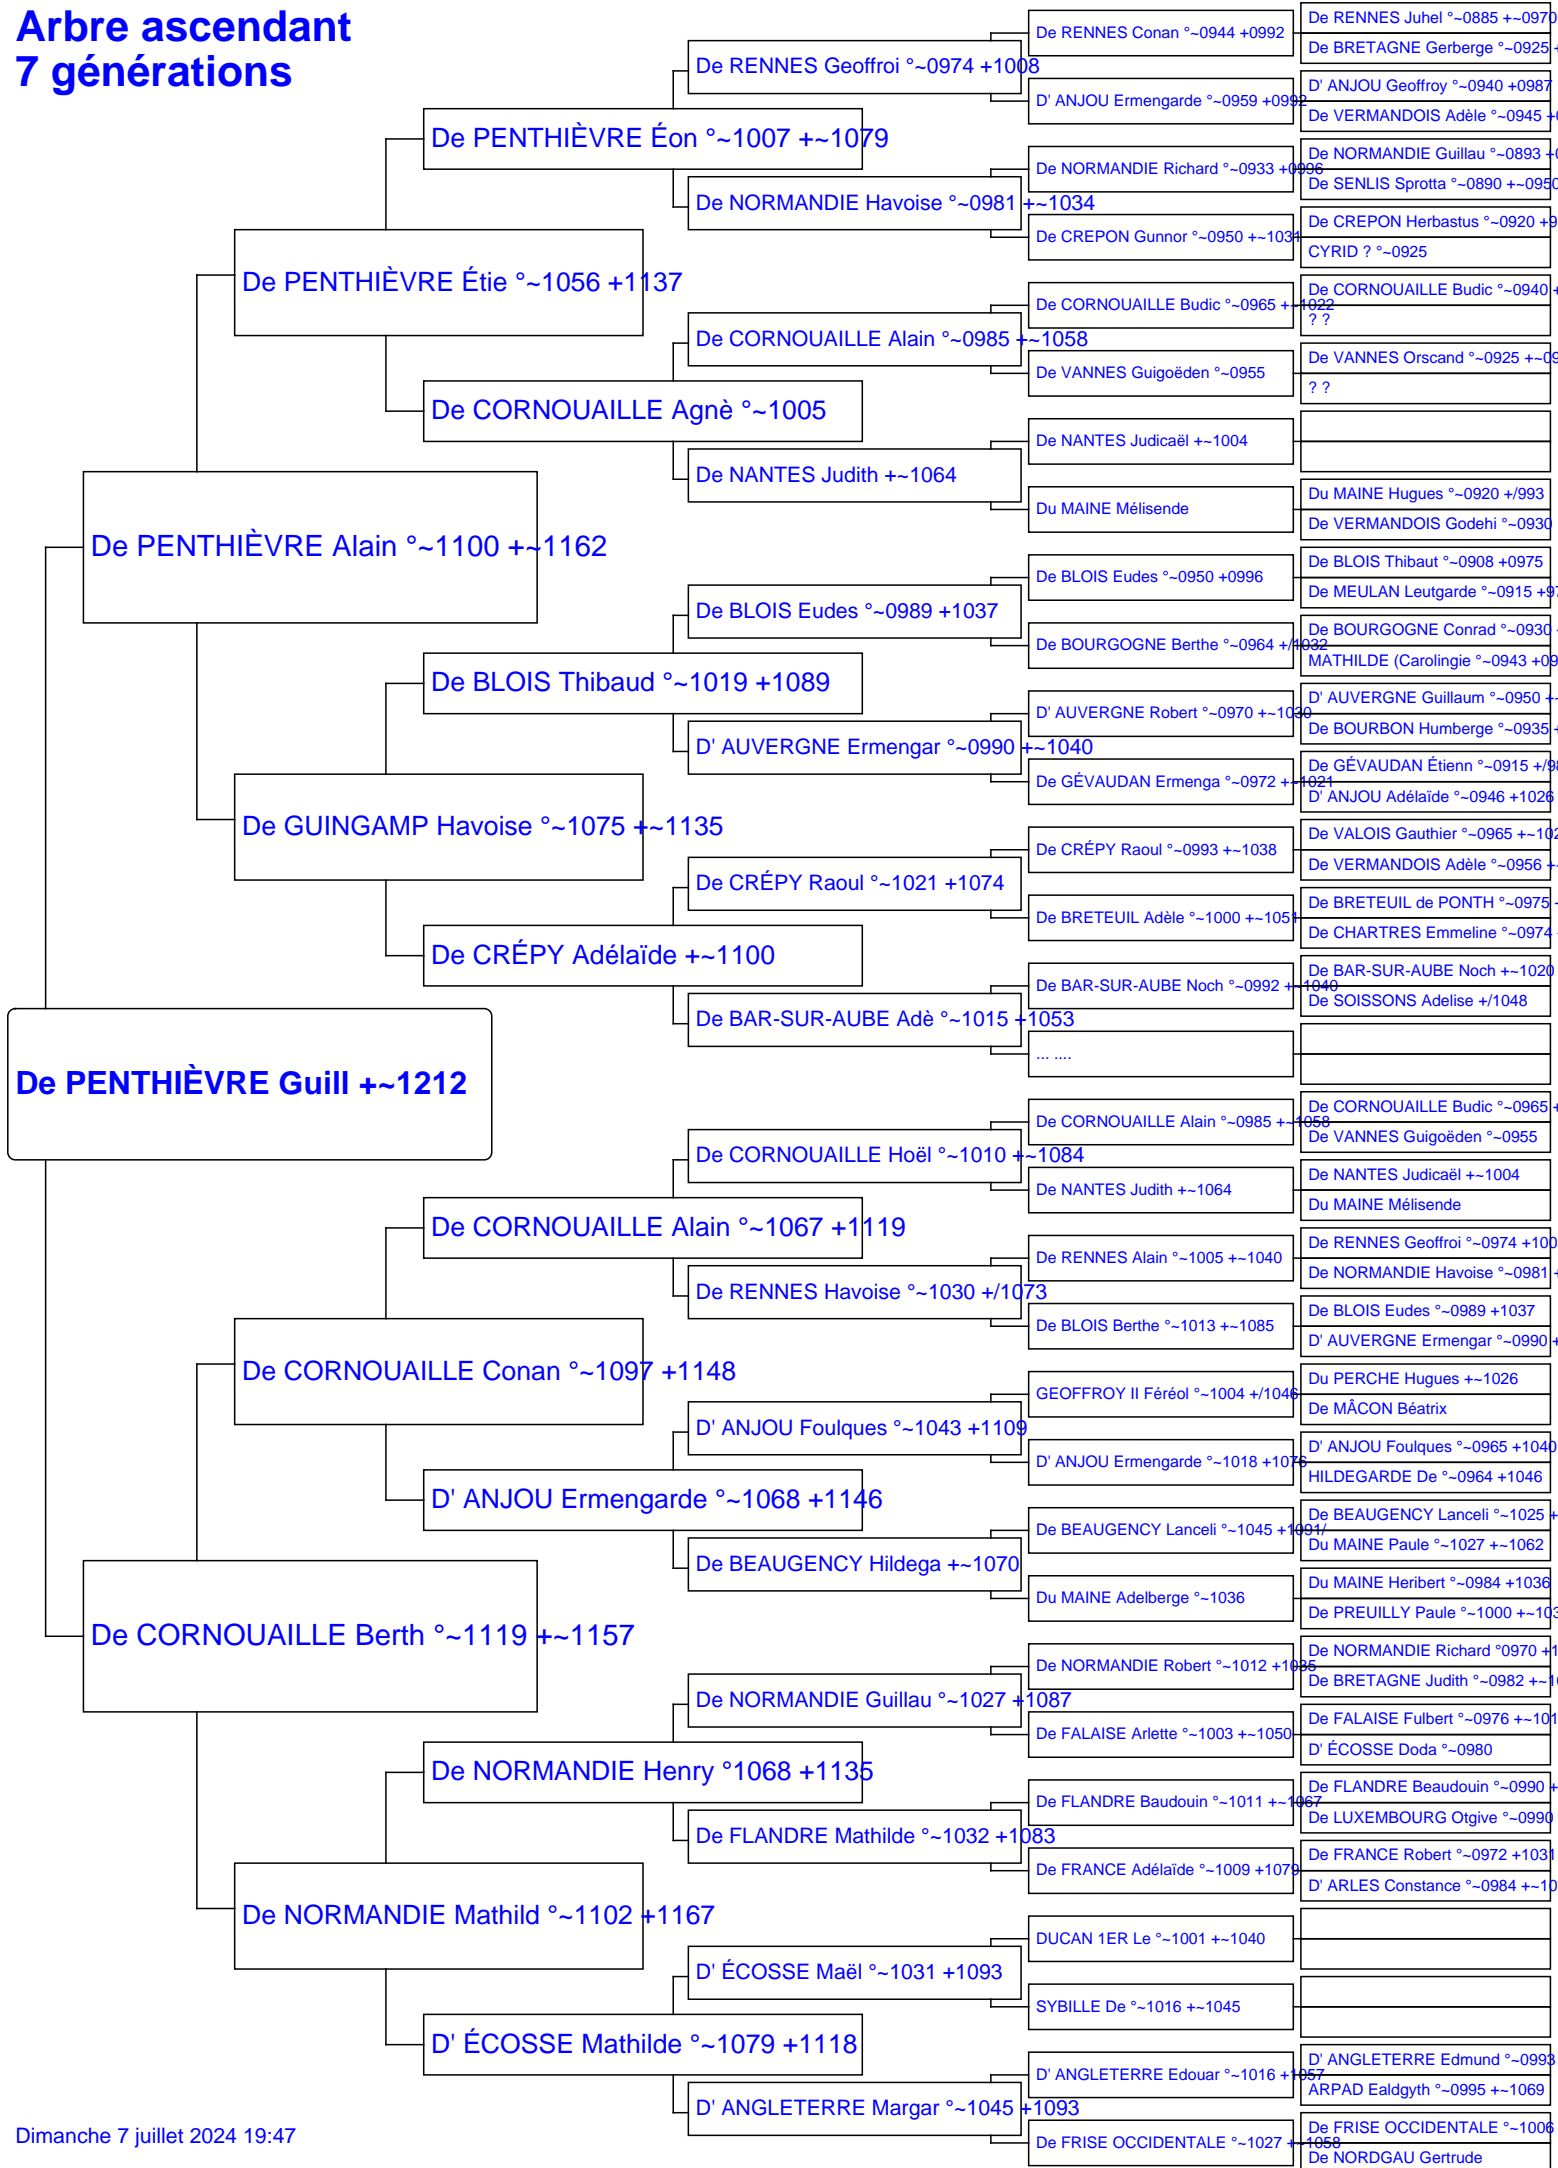 Arbre ascendant
7 générations
De PENTHIÈVRE Guill +~1212
De PENTHIÈVRE Alain °~1100 +~1162
De CORNOUAILLE Berth °~1119 +~1157
De PENTHIÈVRE Étie °~1056 +1137
De GUINGAMP Havoise °~1075 +~1135
De CORNOUAILLE Conan °~1097 +1148
De NORMANDIE Mathild °~1102 +1167
De PENTHIÈVRE Éon °~1007 +~1079
De CORNOUAILLE Agnè °~1005
De BLOIS Thibaud °~1019 +1089
De CRÉPY Adélaïde +~1100
De CORNOUAILLE Alain °~1067 +1119
D' ANJOU Ermengarde °~1068 +1146
De NORMANDIE Henry °1068 +1135
D' ÉCOSSE Mathilde °~1079 +1118
De RENNES Geoffroi °~0974 +1008
De NORMANDIE Havoise °~0981 +~1034
De CORNOUAILLE Alain °~0985 +~1058
De NANTES Judith +~1064
De BLOIS Eudes °~0989 +1037
D' AUVERGNE Ermengar °~0990 +~1040
De CRÉPY Raoul °~1021 +1074
De BAR-SUR-AUBE Adè °~1015 +1053
De CORNOUAILLE Hoël °~1010 +~1084
De RENNES Havoise °~1030 +/1073
D' ANJOU Foulques °~1043 +1109
De BEAUGENCY Hildega +~1070
De NORMANDIE Guillau °~1027 +1087
De FLANDRE Mathilde °~1032 +1083
D' ÉCOSSE Maël °~1031 +1093
D' ANGLETERRE Margar °~1045 +1093
De RENNES Conan °~0944 +0992
D' ANJOU Ermengarde °~0959 +0992
De NORMANDIE Richard °~0933 +0996
De CREPON Gunnor °~0950 +~1031
De CORNOUAILLE Budic °~0965 +~1022
De VANNES Guigoëden °~0955
De NANTES Judicaël +~1004
Du MAINE Mélisende
De BLOIS Eudes °~0950 +0996
De BOURGOGNE Berthe °~0964 +/1032
D' AUVERGNE Robert °~0970 +~1030
De GÉVAUDAN Ermenga °~0972 +~1021
De CRÉPY Raoul °~0993 +~1038
De BRETEUIL Adèle °~1000 +~1051
De BAR-SUR-AUBE Noch °~0992 +~1040
... ....
De CORNOUAILLE Alain °~0985 +~1058
De NANTES Judith +~1064
De RENNES Alain °~1005 +~1040
De BLOIS Berthe °~1013 +~1085
GEOFFROY II Féréol °~1004 +/1046
D' ANJOU Ermengarde °~1018 +1076
De BEAUGENCY Lanceli °~1045 +1091/
Du MAINE Adelberge °~1036
De NORMANDIE Robert °~1012 +1035
De FALAISE Arlette °~1003 +~1050
De FLANDRE Baudouin °~1011 +~1067
De FRANCE Adélaïde °~1009 +1079
DUCAN 1ER Le °~1001 +~1040
SYBILLE De °~1016 +~1045
D' ANGLETERRE Edouar °~1016 +1057
De FRISE OCCIDENTALE °~1027 +~1058
De RENNES Juhel °~0885 +~0970
De BRETAGNE Gerberge °~0925 +
D' ANJOU Geoffroy °~0940 +0987
De VERMANDOIS Adèle °~0945 +
De NORMANDIE Guillau °~0893 +
De SENLIS Sprotta °~0890 +~0950
De CREPON Herbastus °~0920 +9
CYRID ? °~0925
De CORNOUAILLE Budic °~0940 +
? ?
De VANNES Orscand °~0925 +~09
? ?
Du MAINE Hugues °~0920 +/993
De VERMANDOIS Godehi °~0930
De BLOIS Thibaut °~0908 +0975
De MEULAN Leutgarde °~0915 +97
De BOURGOGNE Conrad °~0930
MATHILDE (Carolingie °~0943 +09
D' AUVERGNE Guillaum °~0950 +
De BOURBON Humberge °~0935 +
De GÉVAUDAN Étienn °~0915 +/98
D' ANJOU Adélaïde °~0946 +1026
De VALOIS Gauthier °~0965 +~102
De VERMANDOIS Adèle °~0956 +
De BRETEUIL de PONTH °~0975
De CHARTRES Emmeline °~0974
De BAR-SUR-AUBE Noch +~1020
De SOISSONS Adelise +/1048
De CORNOUAILLE Budic °~0965 +
De VANNES Guigoëden °~0955
De NANTES Judicaël +~1004
Du MAINE Mélisende
De RENNES Geoffroi °~0974 +100
De NORMANDIE Havoise °~0981 +
De BLOIS Eudes °~0989 +1037
D' AUVERGNE Ermengar °~0990 +
Du PERCHE Hugues +~1026
De MÂCON Béatrix
D' ANJOU Foulques °~0965 +1040
HILDEGARDE De °~0964 +1046
De BEAUGENCY Lanceli °~1025 +
Du MAINE Paule °~1027 +~1062
Du MAINE Heribert °~0984 +1036
De PREUILLY Paule °~1000 +~103
De NORMANDIE Richard °0970 +1
De BRETAGNE Judith °~0982 +~1
De FALAISE Fulbert °~0976 +~101
D' ÉCOSSE Doda °~0980
De FLANDRE Beaudouin °~0990 +
De LUXEMBOURG Otgive °~0990
De FRANCE Robert °~0972 +1031
D' ARLES Constance °~0984 +~10
D' ANGLETERRE Edmund °~0993
ARPAD Ealdgyth °~0995 +~1069
De FRISE OCCIDENTALE °~1006
De NORDGAU Gertrude
Dimanche 7 juillet 2024 19:47